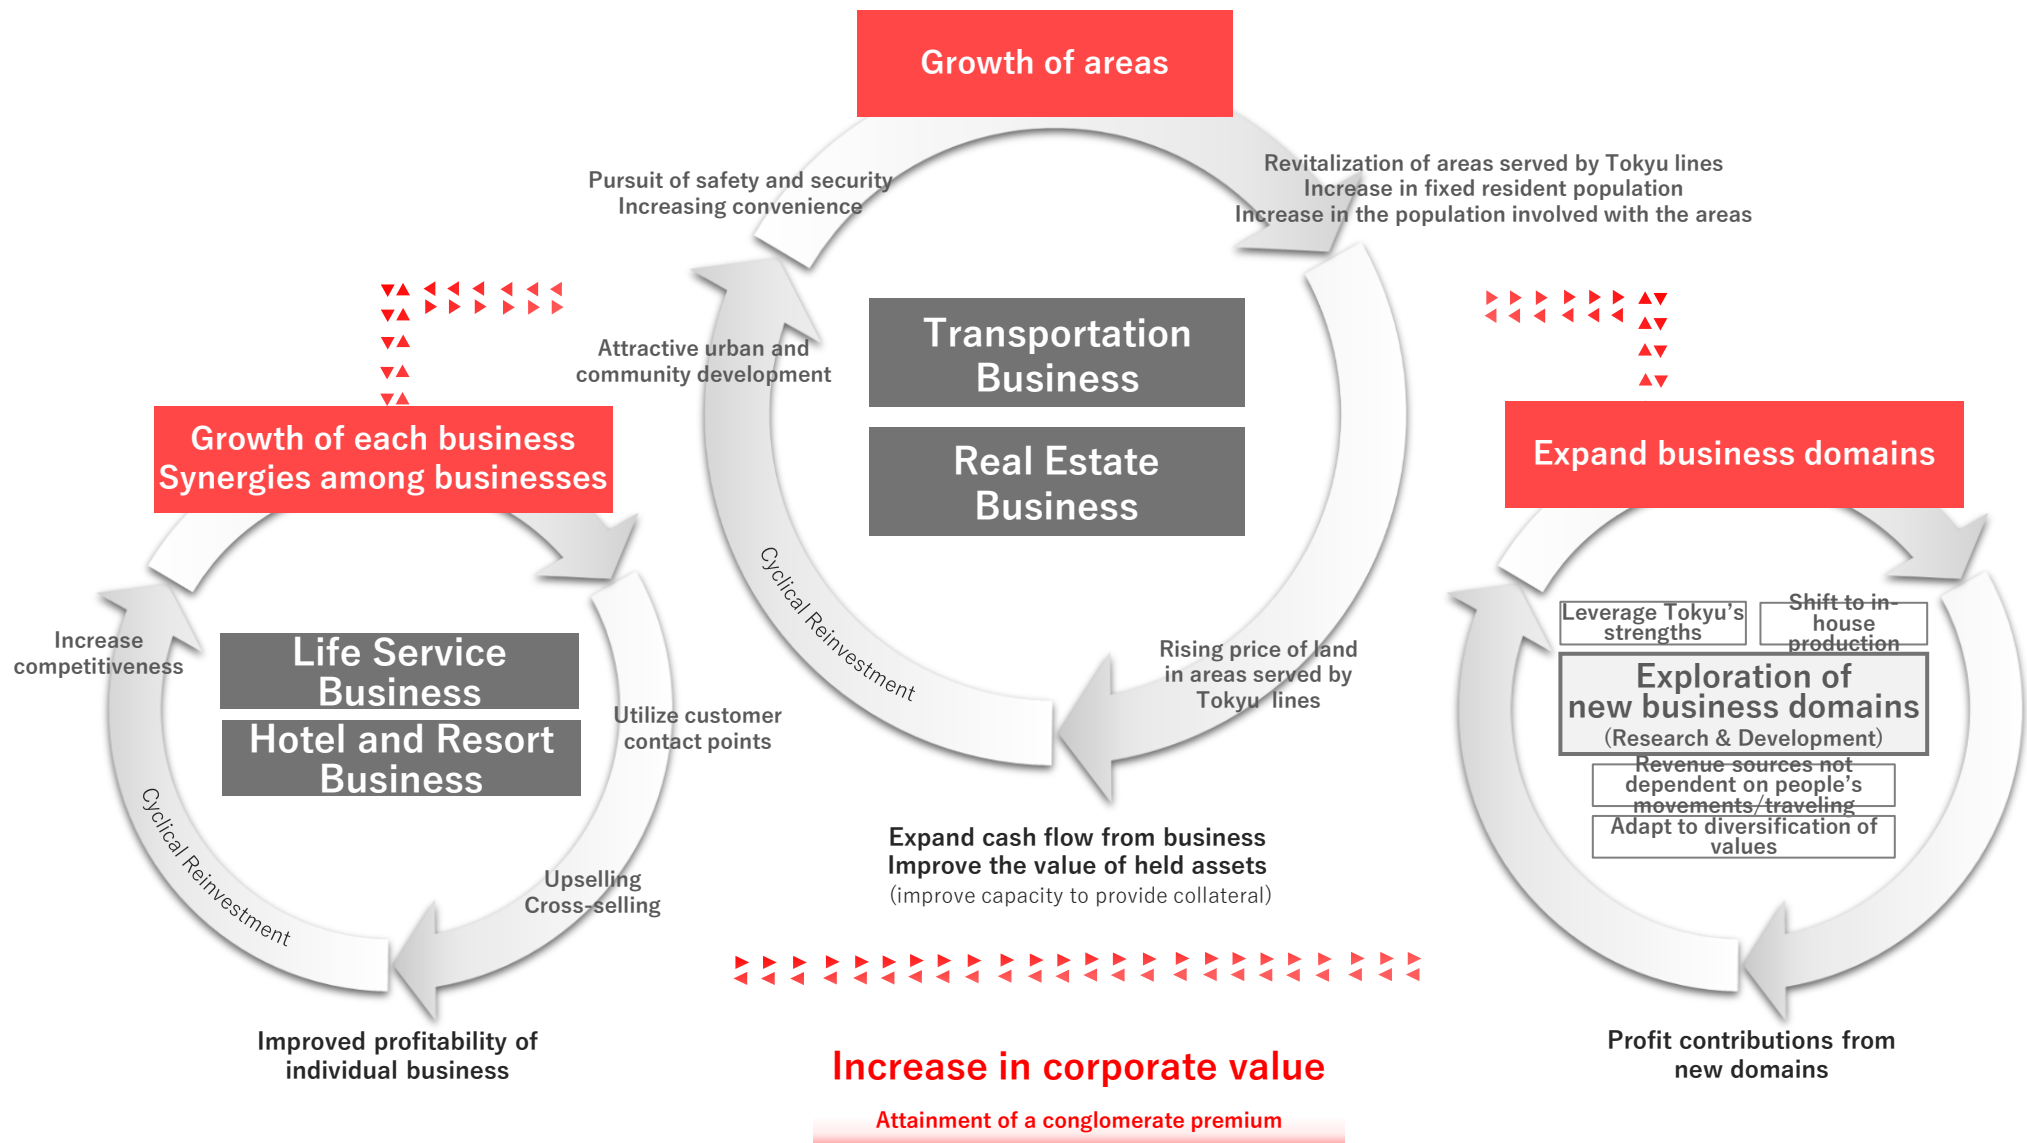 Growth of areas
Pursuit of safety and security
Increasing convenience
Revitalization of areas served by Tokyu lines
Increase in fixed resident population
Increase in the population involved with the areas
Attractive urban and
community development
Transportation
Business
Real Estate
Business
Cyclical Reinvestment
Rising price of land
in areas served by
Tokyu lines
Expand cash flow from business
Improve the value of held assets
(improve capacity to provide collateral)
Growth of each business
Synergies among businesses
Increase
competitiveness
Life Service
Business
Hotel and Resort
Business
Utilize customer
contact points
Cyclical Reinvestment
Upselling
Cross-selling
Improved profitability of
individual business
Expand business domains
Leverage Tokyu’s
strengths
Shift to in-
house
production
Exploration of
new business domains
(Research & Development)
Revenue sources not
dependent on people’s
movements/traveling
Adapt to diversification of
values
Profit contributions from
new domains
Increase in corporate value
Attainment of a conglomerate premium